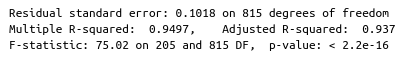 Residual standard error: 0.1018 on 815 degrees of freedom
Multiple R-squared:  0.9497,    Adjusted R-squared:  0.937
F-statistic: 75.02 on 205 and 815 DF,  p-value: < 2.2e-16